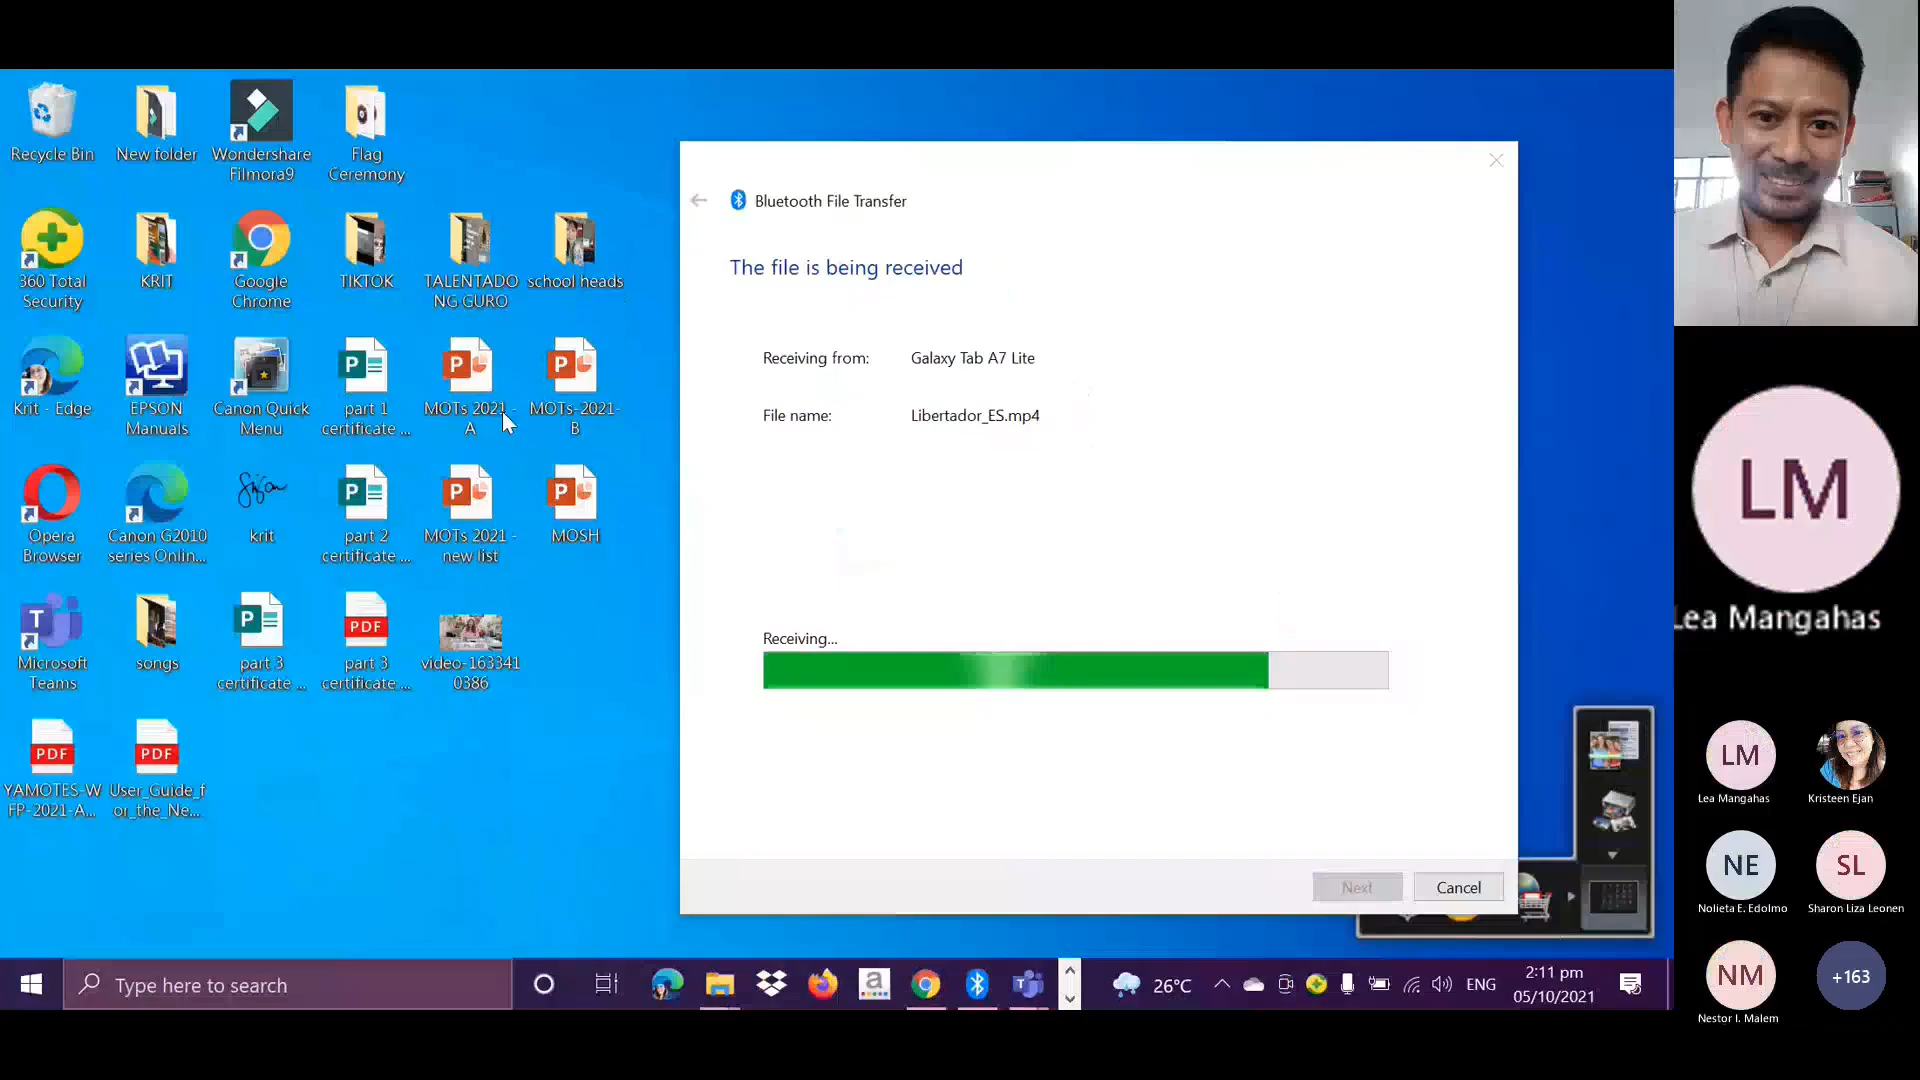 Recycle Bin
New folder
Wondershare
Filmora9
Flag
Ceremony
360 Total
Security
KRIT
Google
Chrome
TIKTOK
TALENTADO
NG GURO
school heads
Krit - Edge
EPSON
Manuals
Canon Quick
Menu
part 1
certificate ...
MOTs 2021 -
A
MOTs-2021-
B
Opera
Browser
Canon G2010
series Onlin...
krit
part 2
certificate ...
MOTs 2021 -
new list
MOSH
Microsoft
Teams
songs
part 3
certificate ...
PDF
part 3
certificate ...
video-163341
0386
PDF
YAMOTES-W
FP-2021-A...
PDF
User_Guide_f
or_the_Ne...
Bluetooth File Transfer
The file is being received
Receiving from: Galaxy Tab A7 Lite
File name: Libertador_ES.mp4
Receiving...
Next
Cancel
Type here to search
26°C
ENG
2:11 pm
05/10/2021
LM
Lea Mangahas
LM
Lea Mangahas
Kristeen Ejan
NE
Nolieta E. Edolmo
SL
Sharon Liza Leonen
NM
Nestor I. Malem
+163